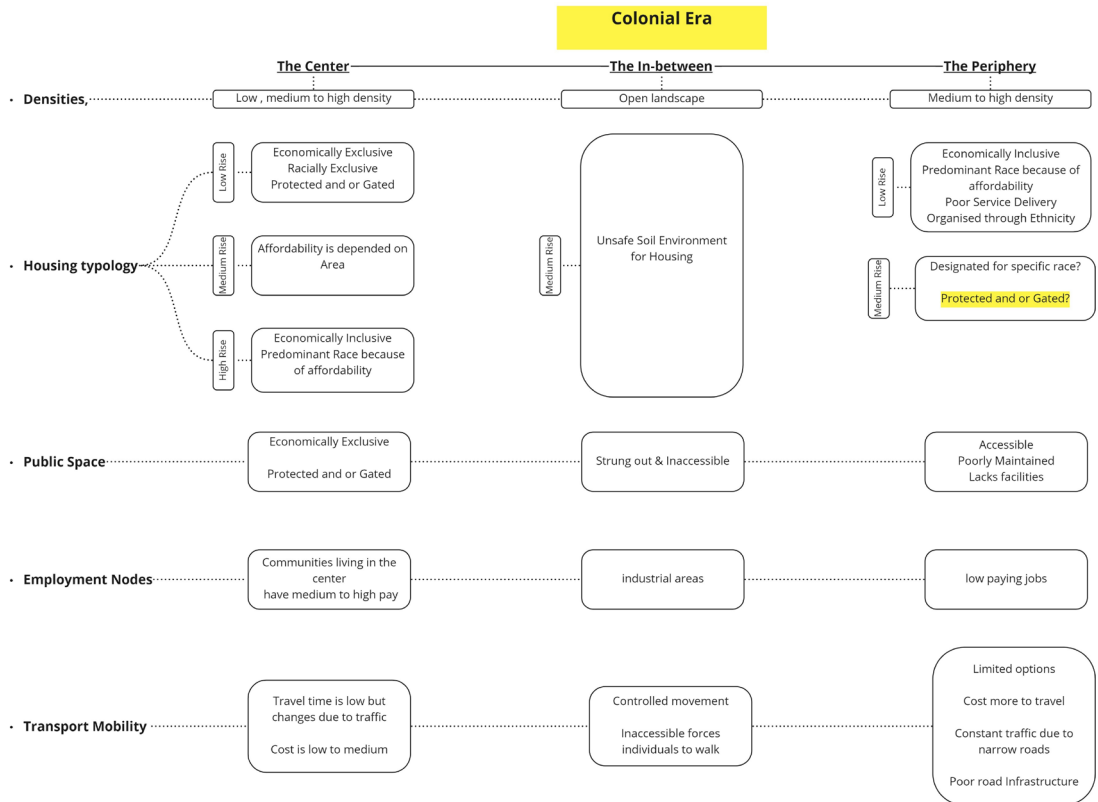 Colonial Era
The Center
The In-between
The Periphery
· Densities,
Low , medium to high density
Open landscape
Medium to high density
· Housing typology
Low Rise
Economically Exclusive
Racially Exclusive
Protected and or Gated
Medium Rise
Affordability is depended on
Area
High Rise
Economically Inclusive
Predominant Race because
of affordability
Medium Rise
Unsafe Soil Environment
for Housing
Low Rise
Economically Inclusive
Predominant Race because of
affordability
Poor Service Delivery
Organised through Ethnicity
Medium Rise
Designated for specific race?
Protected and or Gated?
· Public Space
Economically Exclusive
Protected and or Gated
Strung out & Inaccessible
Accessible
Poorly Maintained
Lacks facilities
· Employment Nodes
Communities living in the
center
have medium to high pay
industrial areas
low paying jobs
· Transport Mobility
Travel time is low but
changes due to traffic
Cost is low to medium
Controlled movement
Inaccessible forces
individuals to walk
Limited options
Cost more to travel
Constant traffic due to
narrow roads
Poor road Infrastructure